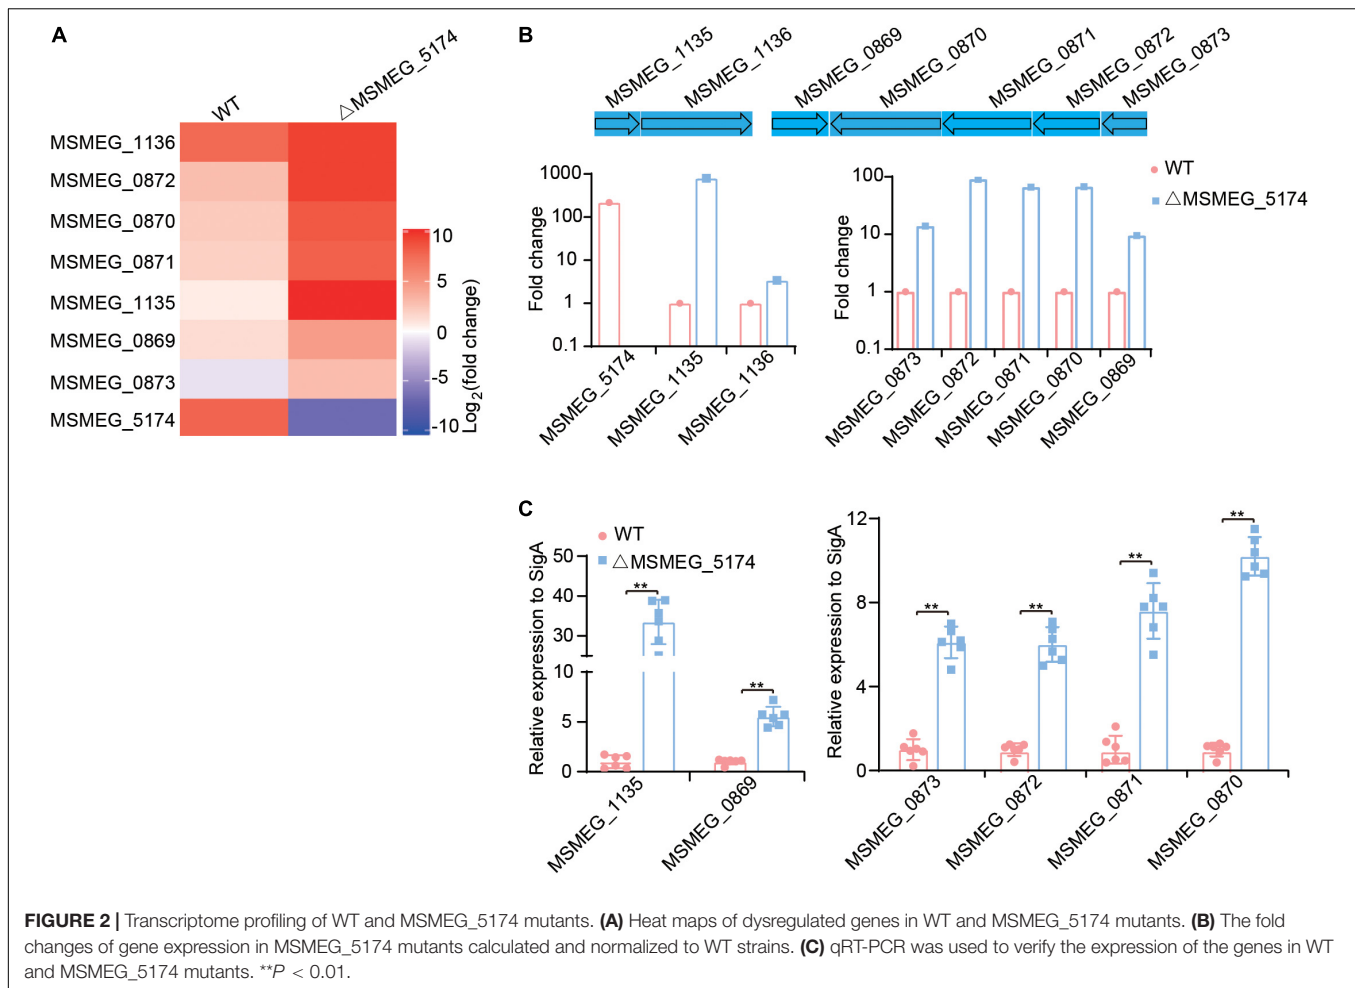 A
WT
△MSMEG_5174
MSMEG_1136
MSMEG_0872
MSMEG_0870
MSMEG_0871
MSMEG_1135
MSMEG_0869
MSMEG_0873
MSMEG_5174
10
5
0
-5
-10
Log2(fold change)
B
MSMEG_1135
MSMEG_1136
MSMEG_0869
MSMEG_0870
MSMEG_0871
MSMEG_0872
MSMEG_0873
Fold change
1000
100
10
1
0.1
MSMEG_5174
MSMEG_1135
MSMEG_1136
Fold change
100
10
1
0.1
MSMEG_0873
MSMEG_0872
MSMEG_0871
MSMEG_0870
MSMEG_0869
WT
△MSMEG_5174
C
WT
△MSMEG_5174
Relative expression to SigA
50
40
30
10
5
0
**
**
MSMEG_1135
MSMEG_0869
Relative expression to SigA
12
8
4
0
**
**
**
**
MSMEG_0873
MSMEG_0872
MSMEG_0871
MSMEG_0870
FIGURE 2 | Transcriptome profiling of WT and MSMEG_5174 mutants. (A) Heat maps of dysregulated genes in WT and MSMEG_5174 mutants. (B) The fold
changes of gene expression in MSMEG_5174 mutants calculated and normalized to WT strains. (C) qRT-PCR was used to verify the expression of the genes in WT
and MSMEG_5174 mutants. **P < 0.01.